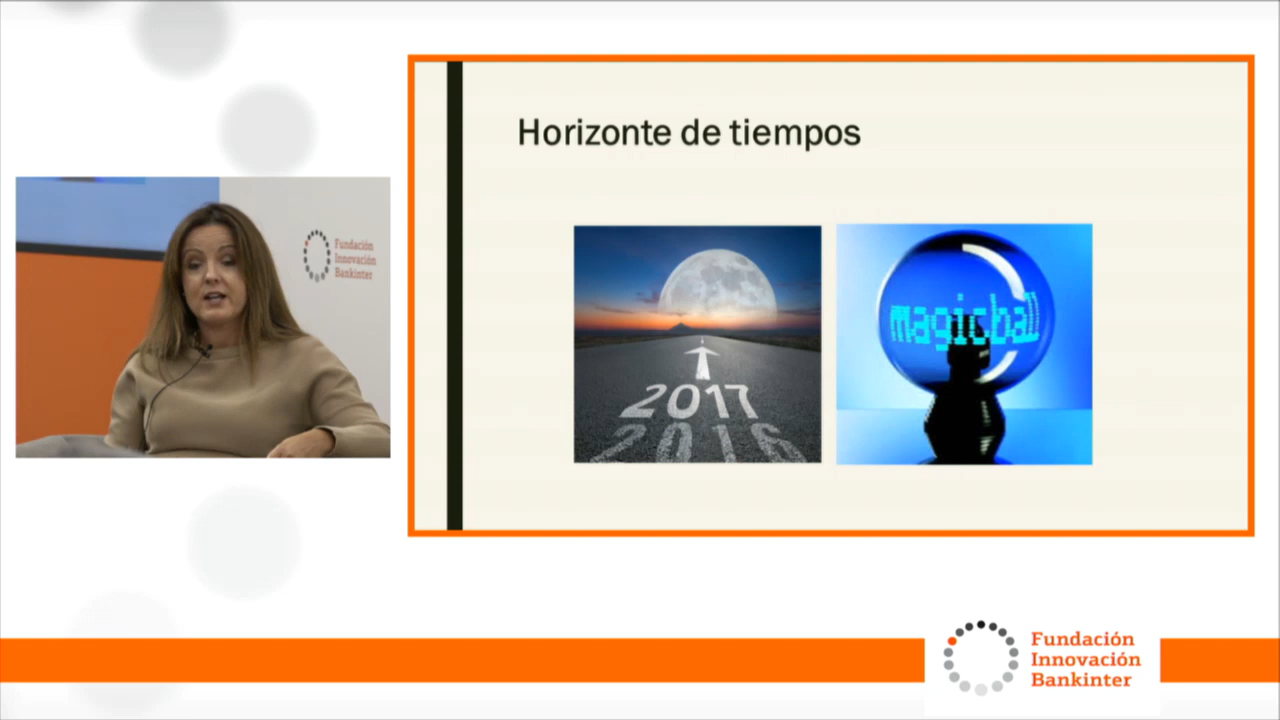 Horizonte de tiempos
Fundación
Innovación
Bankinter
2017
2016
magicball
Fundación
Innovación
Bankinter